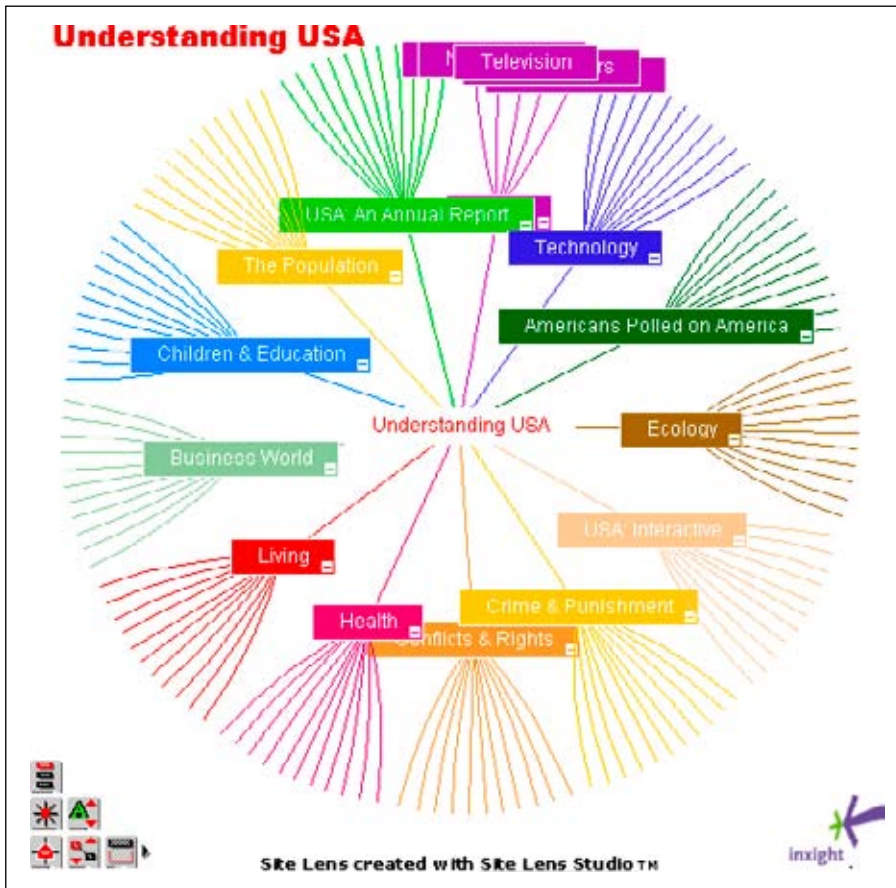 Understanding USA
Television
USA: An Annual Report
Technology
The Population
Americans Polled on America
Children & Education
Understanding USA
Ecology
Business World
USA: Interactive
Living
Crime & Punishment
Health
Conflicts & Rights
inxight
Site Lens created with Site Lens Studio TM